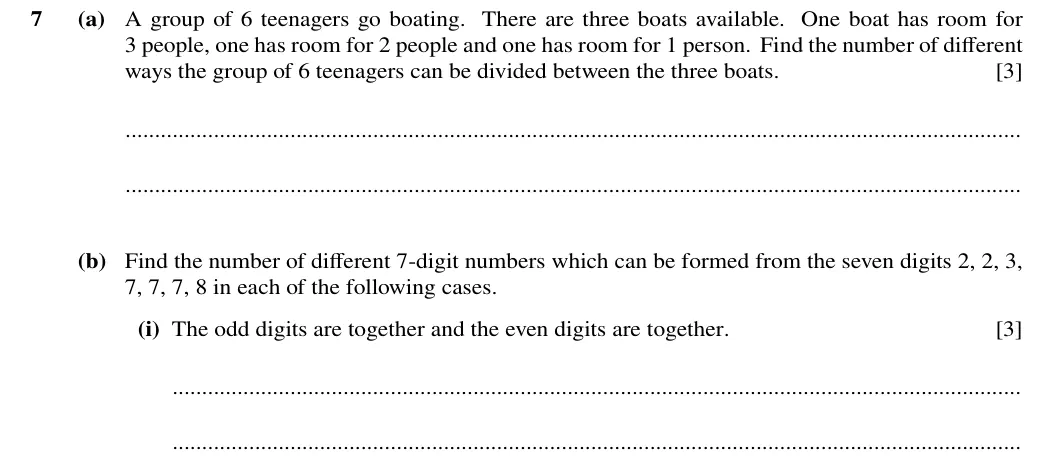 7 (a) A group of 6 teenagers go boating. There are three boats available. One boat has room for
3 people, one has room for 2 people and one has room for 1 person. Find the number of different
ways the group of 6 teenagers can be divided between the three boats. [3]
(b) Find the number of different 7-digit numbers which can be formed from the seven digits 2, 2, 3,
7, 7, 7, 8 in each of the following cases.
(i) The odd digits are together and the even digits are together. [3]